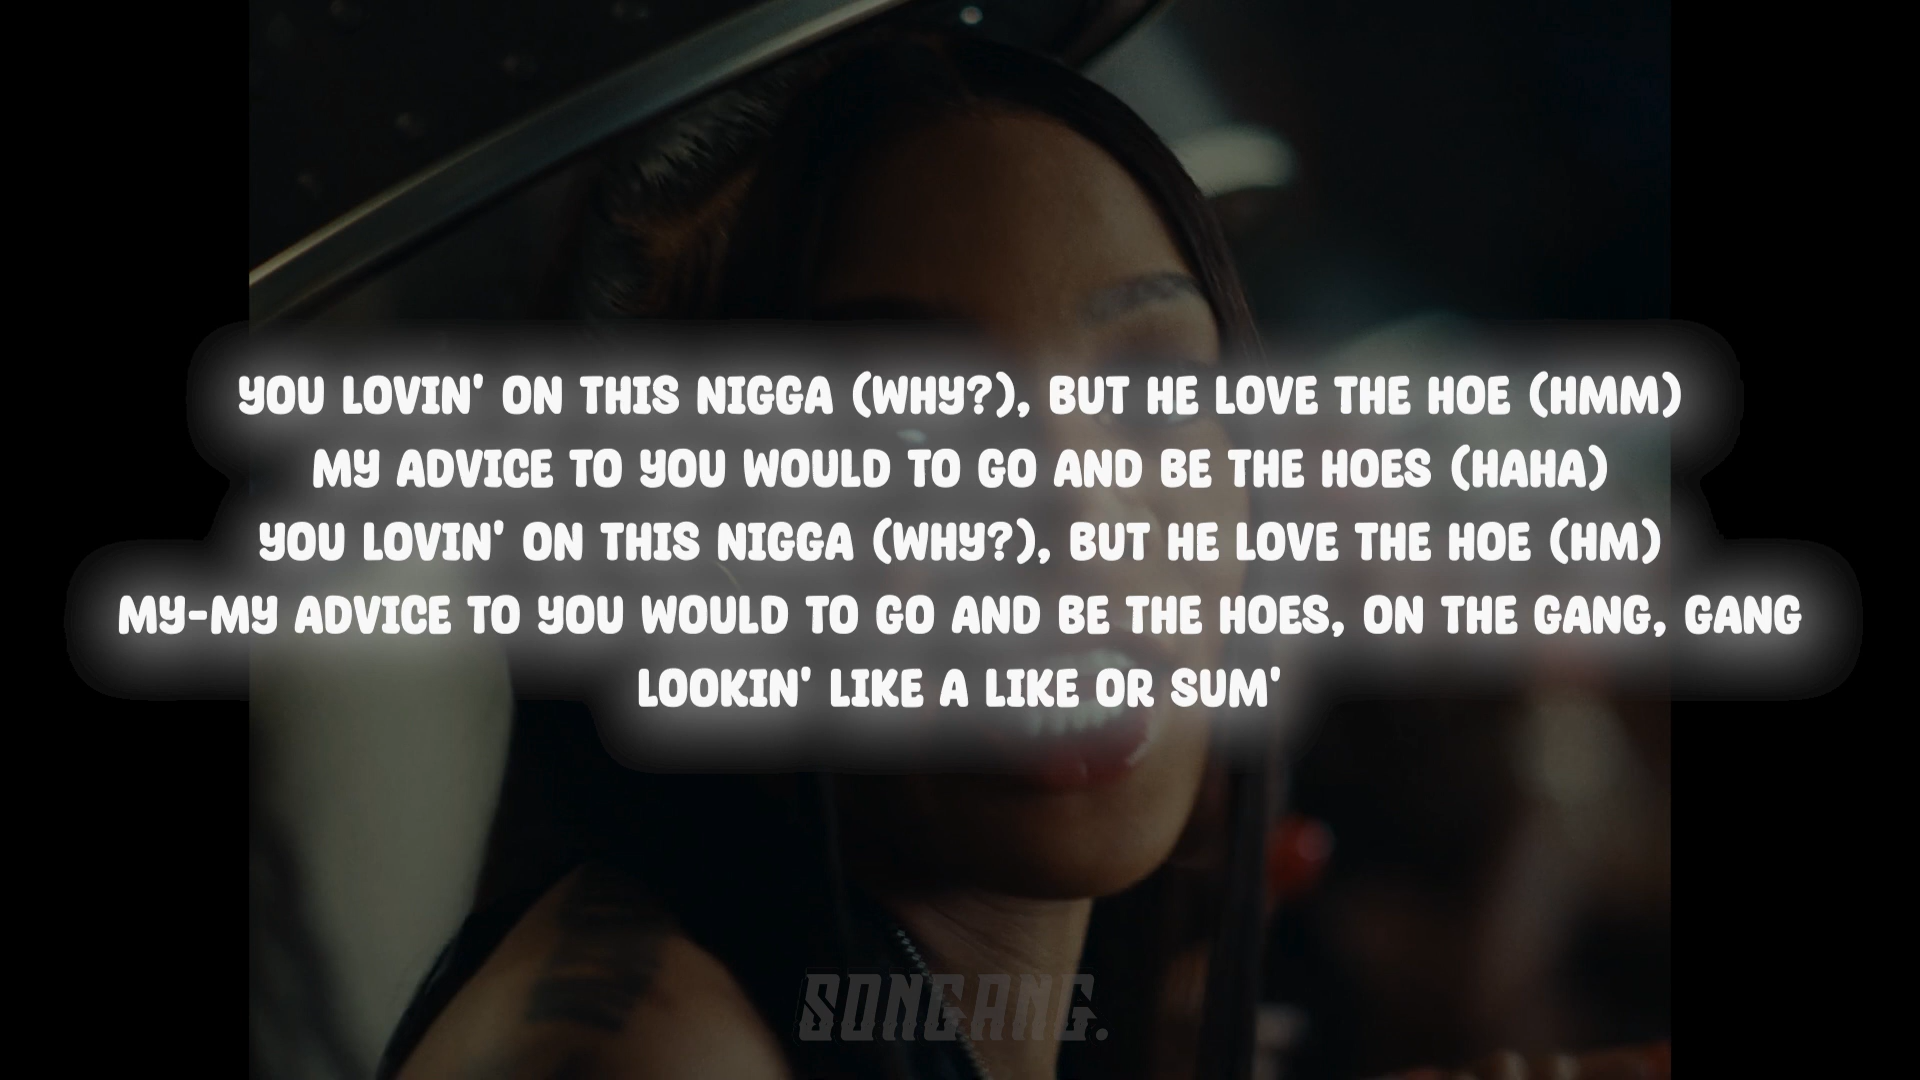 YOU LOVIN' ON THIS NIGGA (WHY?), BUT HE LOVE THE HOE (HMM)
MY ADVICE TO YOU WOULD TO GO AND BE THE HOES (HAHA)
YOU LOVIN' ON THIS NIGGA (WHY?), BUT HE LOVE THE HOE (HM)
MY-MY ADVICE TO YOU WOULD TO GO AND BE THE HOES, ON THE GANG, GANG
LOOKIN' LIKE A LIKE OR SUM'
SONGANG.